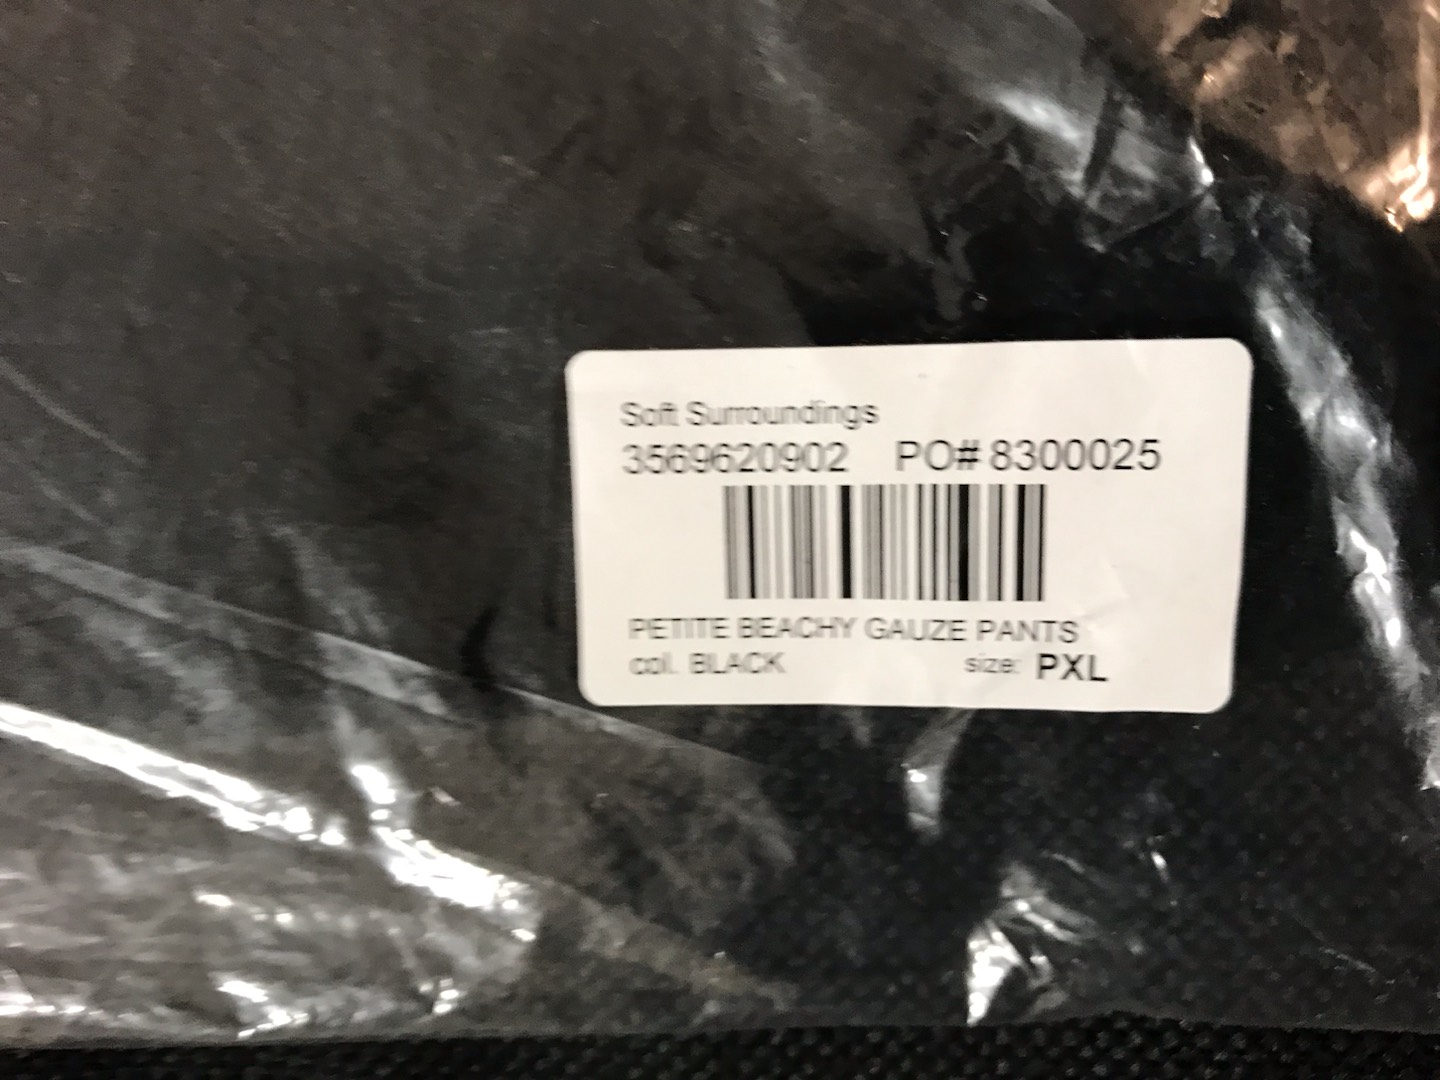 Soft Surroundings
3569620902 PO# 8300025
PETITE BEACHY GAUZE PANTS
col. BLACK size: PXL